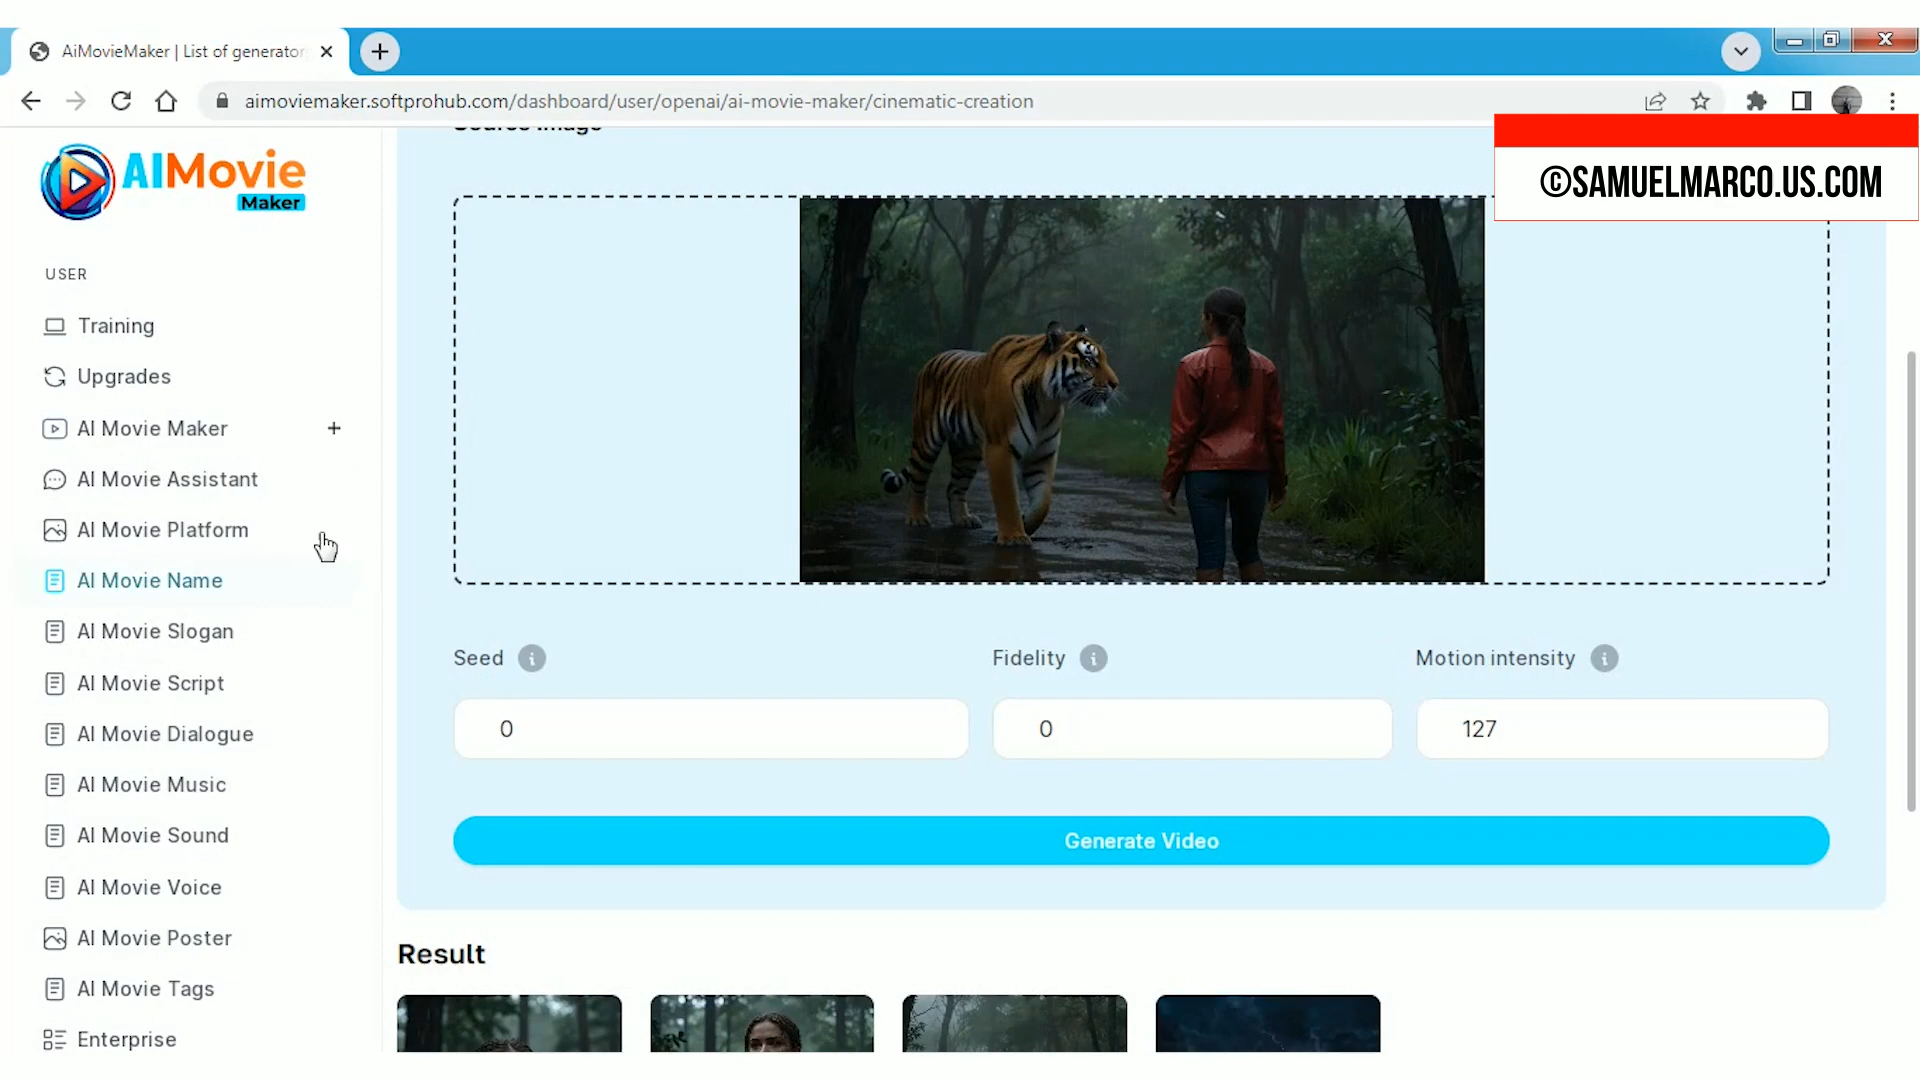 AiMovieMaker | List of generator
aimoviemaker.softprohub.com/dashboard/user/openai/ai-movie-maker/cinematic-creation
©SAMUELMARCO.US.COM
AIMovie
Maker
USER
Training
Upgrades
AI Movie Maker +
AI Movie Assistant
AI Movie Platform
AI Movie Name
AI Movie Slogan
AI Movie Script
AI Movie Dialogue
AI Movie Music
AI Movie Sound
AI Movie Voice
AI Movie Poster
AI Movie Tags
Enterprise
Source Image
Seed
Fidelity
Motion intensity
0
0
127
Generate Video
Result